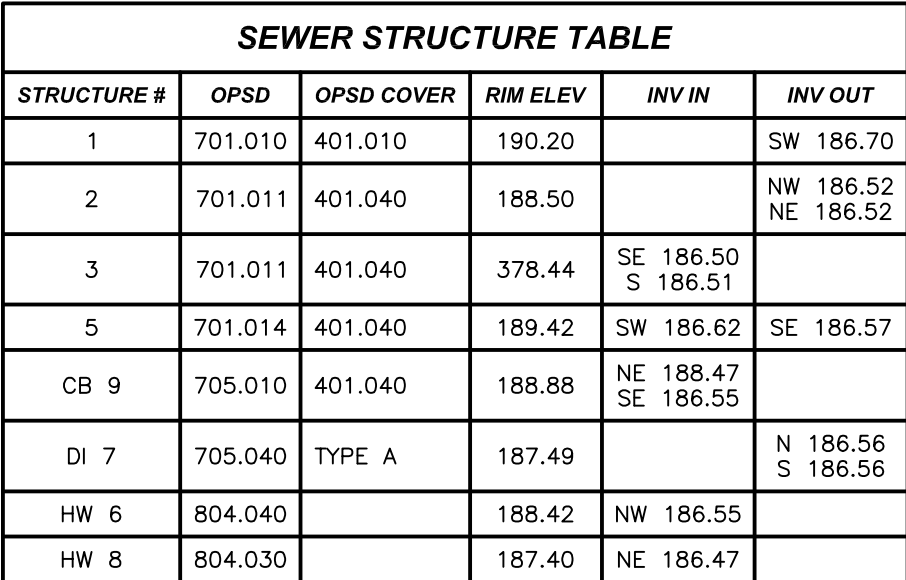 SEWER STRUCTURE TABLE
STRUCTURE # OPSD OPSD COVER RIM ELEV INV IN INV OUT
1 701.010 401.010 190.20 SW 186.70
2 701.011 401.040 188.50 NW 186.52
NE 186.52
3 701.011 401.040 378.44 SE 186.50
S 186.51
5 701.014 401.040 189.42 SW 186.62 SE 186.57
CB 9 705.010 401.040 188.88 NE 188.47
SE 186.55
DI 7 705.040 TYPE A 187.49 N 186.56
S 186.56
HW 6 804.040 188.42 NW 186.55
HW 8 804.030 187.40 NE 186.47